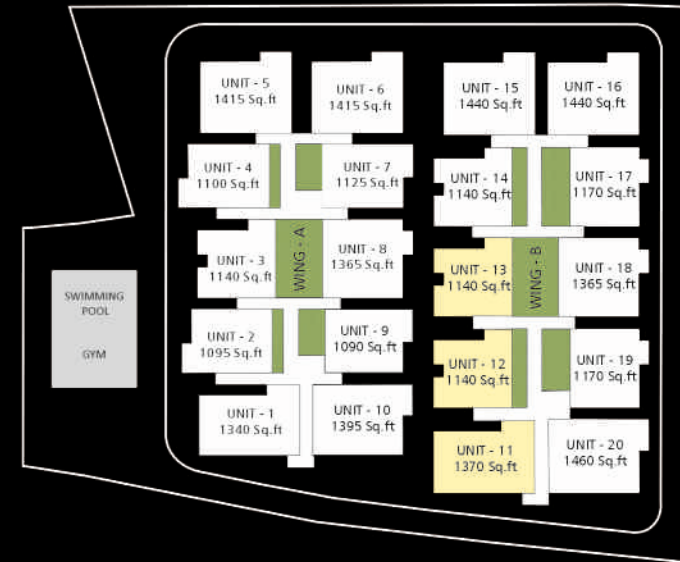 UNIT - 5
1415 Sq.ft
UNIT - 6
1415 Sq.ft
UNIT - 15
1440 Sq.ft
UNIT - 16
1440 Sq.ft
UNIT - 4
1100 Sq.ft
UNIT - 7
1125 Sq.ft
UNIT - 14
1140 Sq.ft
UNIT - 17
1170 Sq.ft
UNIT - 3
1140 Sq.ft
WING - A
UNIT - 8
1365 Sq.ft
UNIT - 13
1140 Sq.ft
WING - B
UNIT - 18
1365 Sq.ft
SWIMMING
POOL
GYM
UNIT - 2
1095 Sq.ft
UNIT - 9
1090 Sq.ft
UNIT - 12
1140 Sq.ft
UNIT - 19
1170 Sq.ft
UNIT - 1
1340 Sq.ft
UNIT - 10
1395 Sq.ft
UNIT - 11
1370 Sq.ft
UNIT - 20
1460 Sq.ft